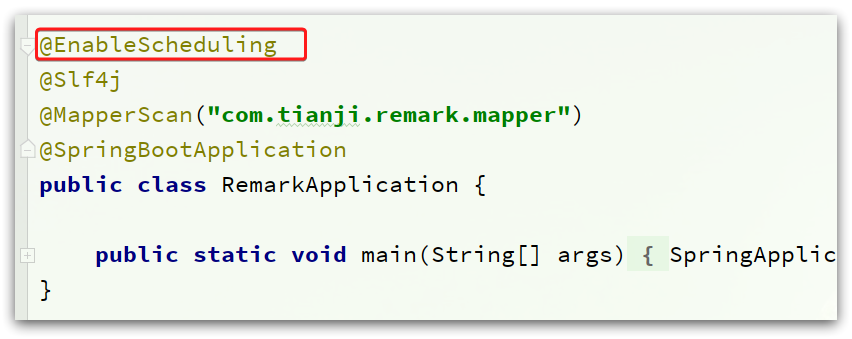 @EnableScheduling
@Slf4j
@MapperScan("com.tianji.remark.mapper")
@SpringBootApplication
public class RemarkApplication {
public static void main(String[] args) { SpringApplic
}